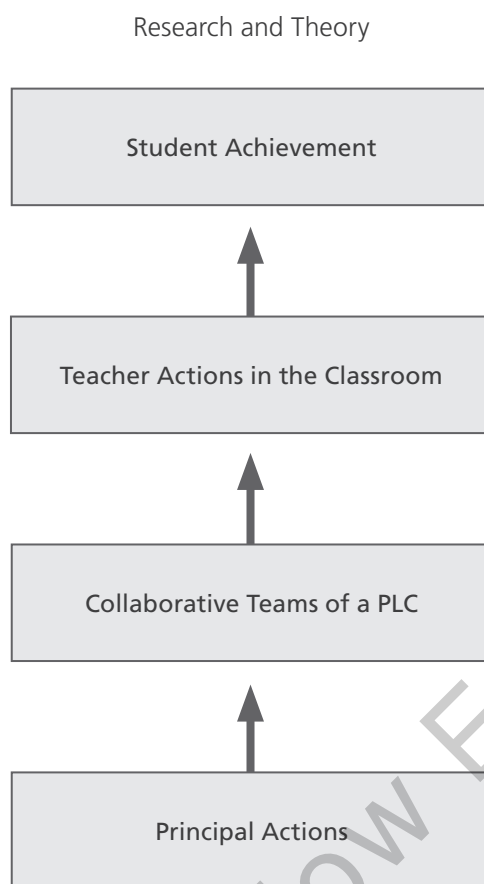 Research and Theory
Student Achievement
Teacher Actions in the Classroom
Collaborative Teams of a PLC
Principal Actions